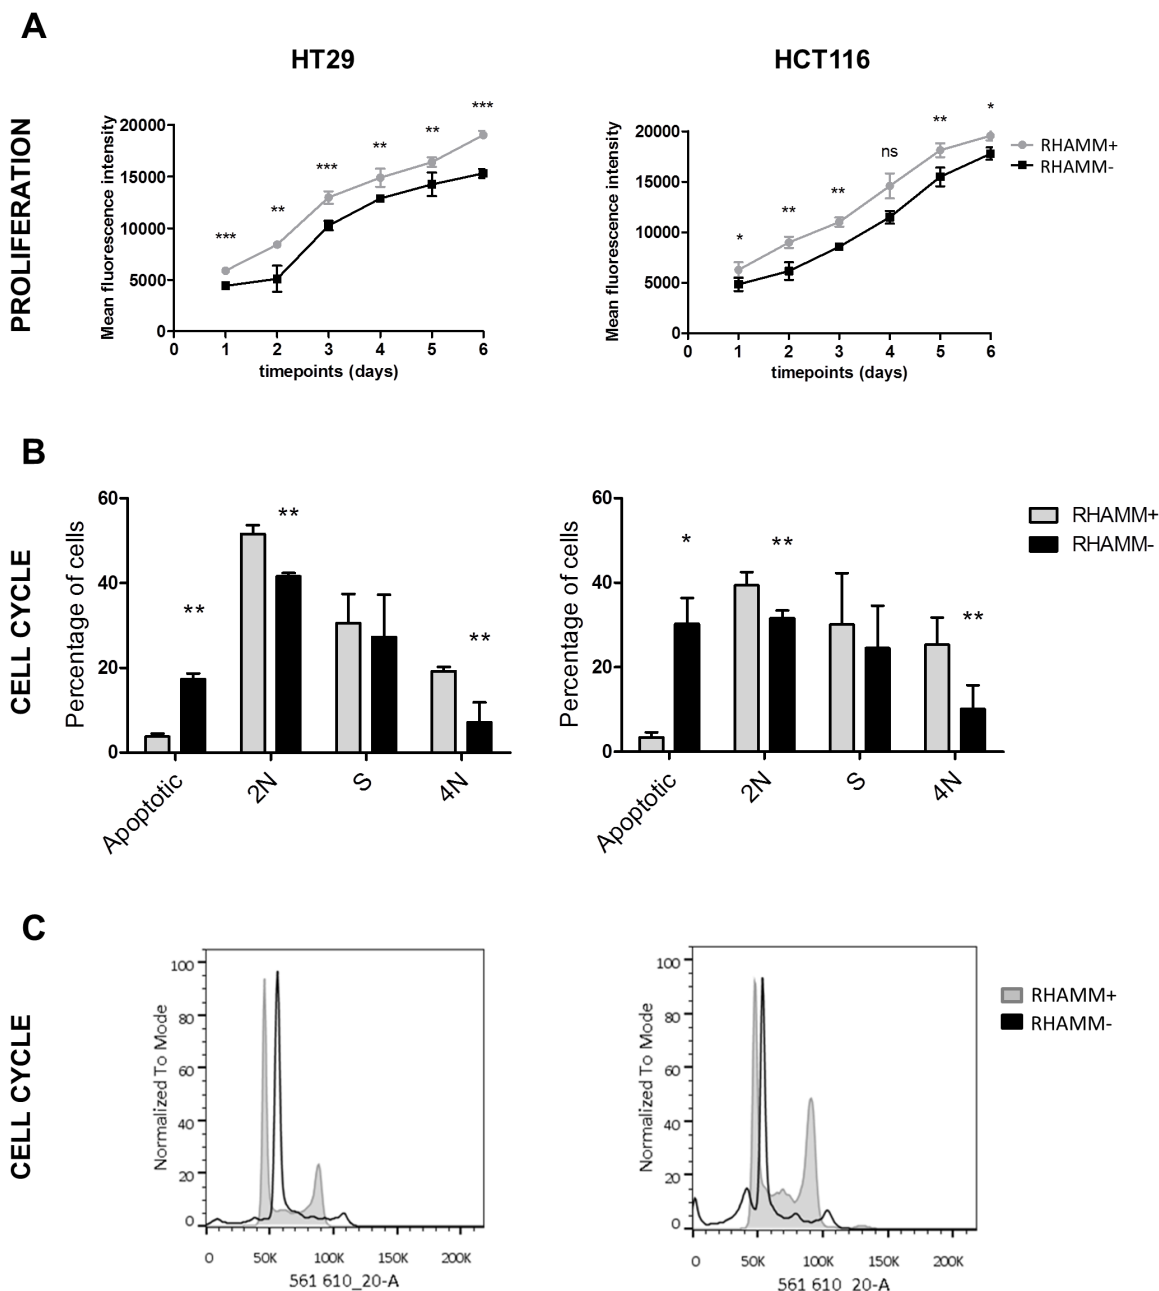 A
HT29
HCT116
PROLIFERATION
Mean fluorescence intensity
20000
15000
10000
5000
0
*** ** *** ** ** ***
0 1 2 3 4 5 6
timepoints (days)
Mean fluorescence intensity
20000
15000
10000
5000
0
* ** ** ns ** *
0 1 2 3 4 5 6
timepoints (days)
RHAMM+
RHAMM-
B
CELL CYCLE
Percentage of cells
60
40
20
0
** ** **
Apoptotic 2N S 4N
Percentage of cells
60
40
20
0
* ** **
Apoptotic 2N S 4N
RHAMM+
RHAMM-
C
CELL CYCLE
Normalized To Mode
100
80
60
40
20
0
0 50K 100K 150K 200K
561 610_20-A
Normalized To Mode
100
80
60
40
20
0
0 50K 100K 150K 200K
561 610 20-A
RHAMM+
RHAMM-